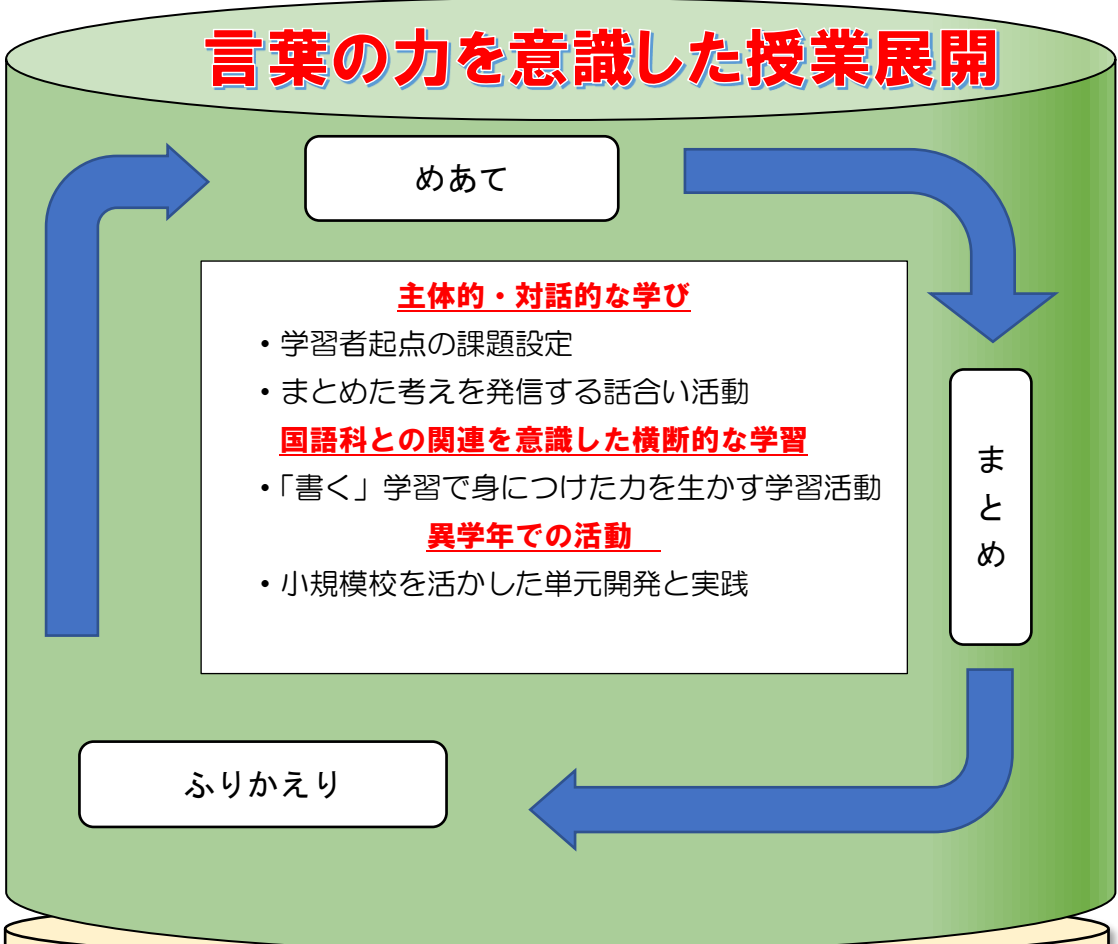 言葉の力を意識した授業展開
めあて
主体的・対話的な学び
・学習者起点の課題設定
・まとめた考えを発信する話合い活動
国語科との関連を意識した横断的な学習
・「書く」学習で身につけた力を生かす学習活動
異学年での活動
・小規模校を活かした単元開発と実践
まとめ
ふりかえり